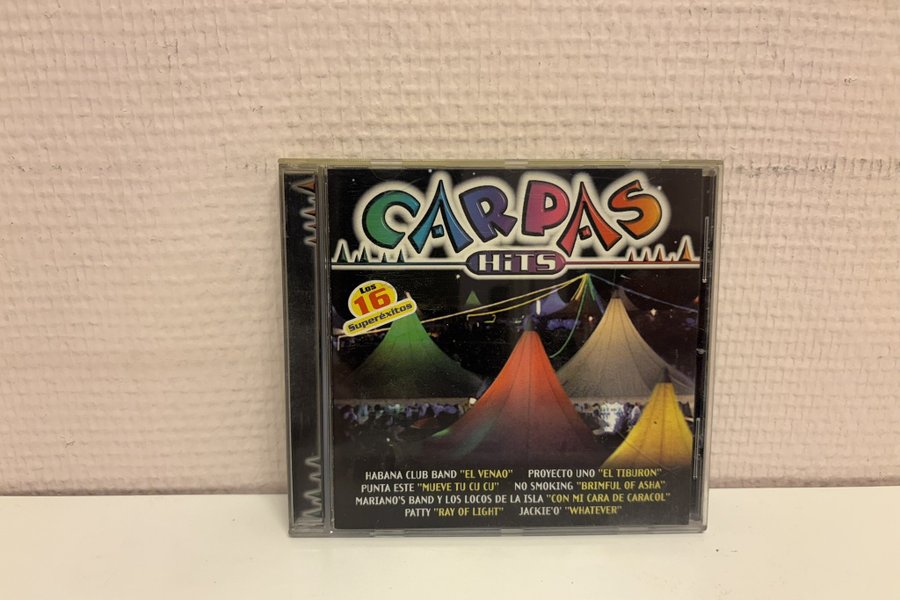 CARPAS
HiTS
Los
16
Superéxitos
HABANA CLUB BAND "EL VENAO" PROYECTO UNO "EL TIBURON"
PUNTA ESTE "MUEVE TU CU CU" NO SMOKING "BRIMFUL OF ASHA"
MARIANO'S BAND Y LOS LOCOS DE LA ISLA "CON MI CARA DE CARACOL"
PATTY "RAY OF LIGHT" JACKIE'O' "WHATEVER"